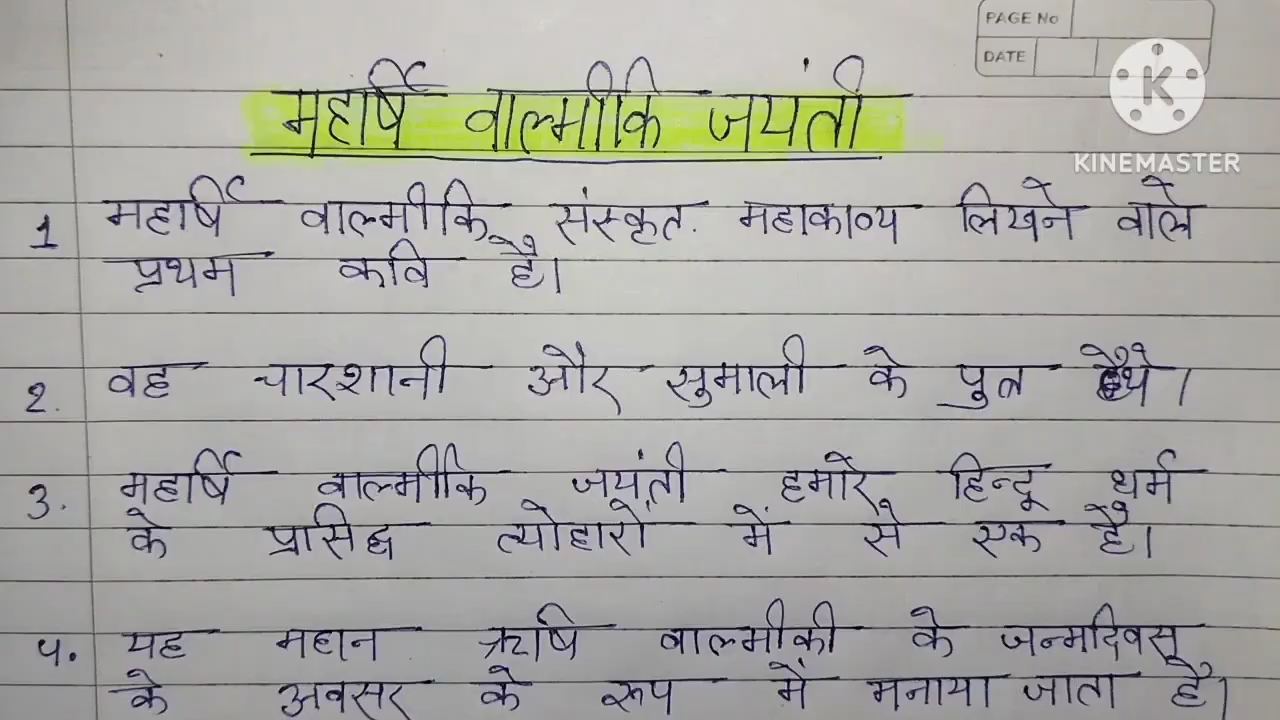 PAGE No
DATE
KINEMASTER
महर्षि वाल्मीकि जयंती
1 महर्षि वाल्मीकि संस्कृत महाकाव्य लिखने वाले
प्रथम कवि है।
2. वह चारशानी और सुमाली के पुत्र थे।
3. महर्षि वाल्मीकि जयंती हमारे हिन्दू धर्म
के प्रसिद्ध त्योहारों में से एक है।
4. यह महान ऋषि वाल्मीकी के जन्मदिवस
के अवसर के रूप में मनाया जाता है।